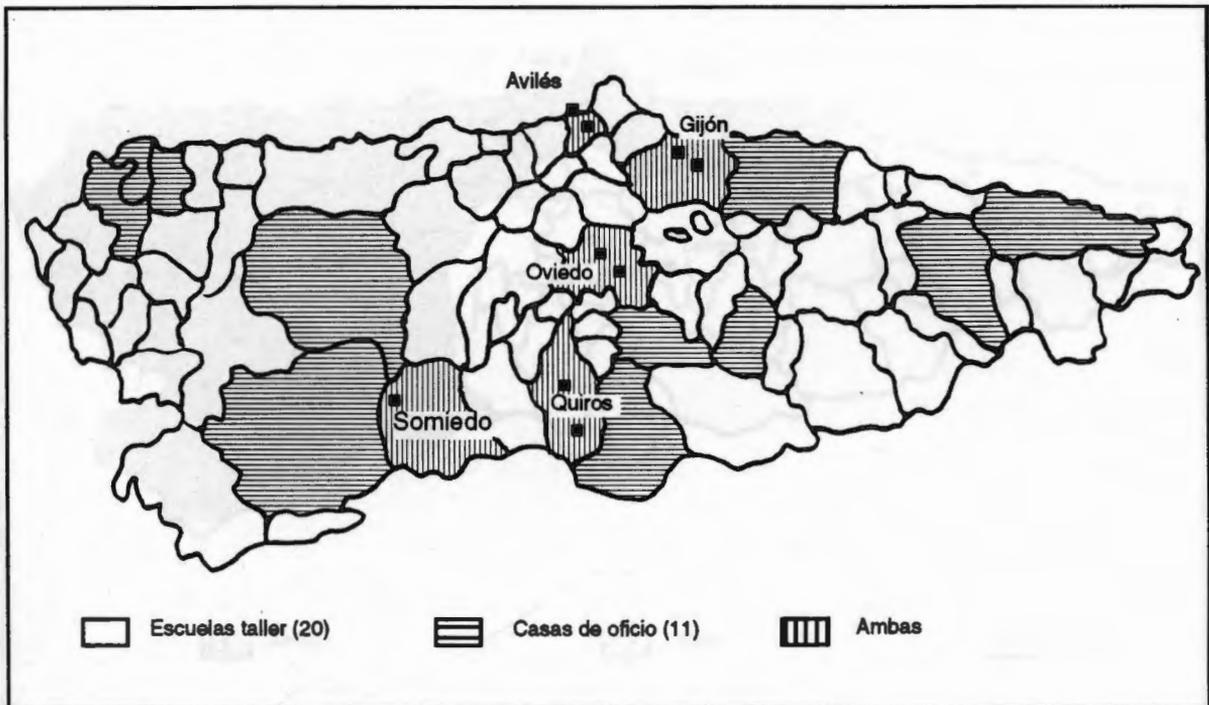 Avilés
Gijón
Oviedo
Quiros
Somiedo
Escuelas taller (20)
Casas de oficio (11)
Ambas